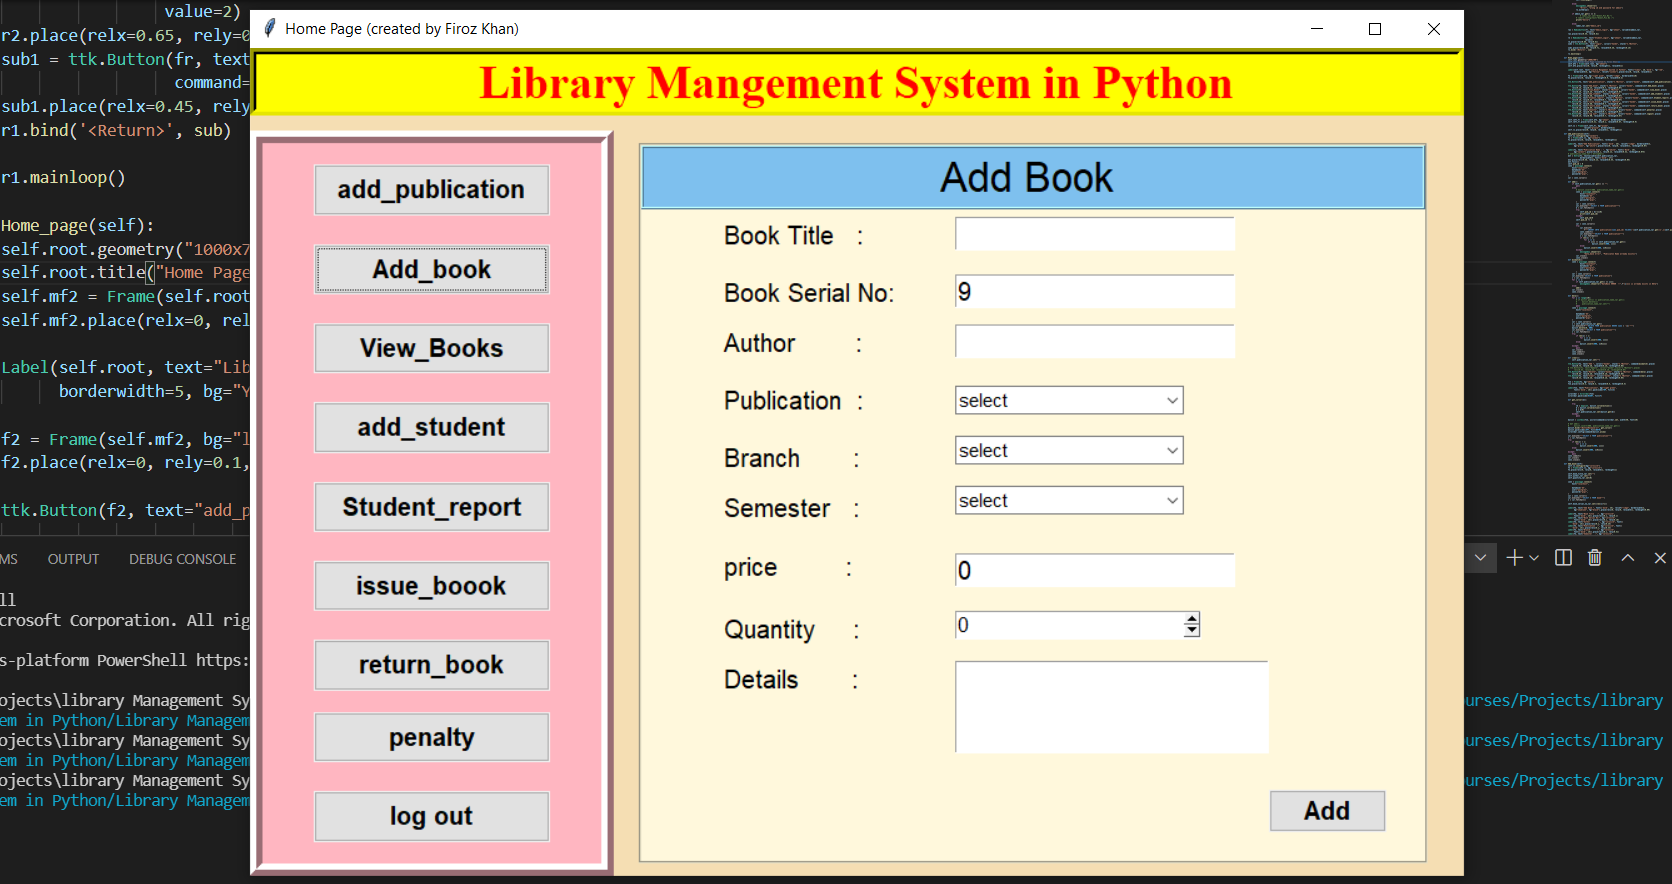 value=2)
r2.place(relx=0.65, rely=0
sub1 = ttk.Button(fr, text
command=
sub1.place(relx=0.45, rely
r1.bind('<Return>', sub)
r1.mainloop()
Home_page(self):
self.root.geometry("1000x7
self.root.title("Home Page
self.mf2 = Frame(self.root
self.mf2.place(relx=0, rel
Label(self.root, text="Lib
borderwidth=5, bg="Y
f2 = Frame(self.mf2, bg="l
f2.place(relx=0, rely=0.1,
ttk.Button(f2, text="add_p
MS OUTPUT DEBUG CONSOLE
ll
crosoft Corporation. All rig
s-platform PowerShell https:
ojects\library Management Sy
em in Python/Library Managem
ojects\library Management Sy
em in Python/Library Managem
ojects\library Management Sy
em in Python/Library Managem
Home Page (created by Firoz Khan)
Library Mangement System in Python
add_publication
Add_book
View_Books
add_student
Student_report
issue_boook
return_book
penalty
log out
Add Book
Book Title :
Book Serial No: 9
Author :
Publication : select
Branch : select
Semester : select
price : 0
Quantity : 0
Details :
Add
urses/Projects/library
urses/Projects/library
urses/Projects/library